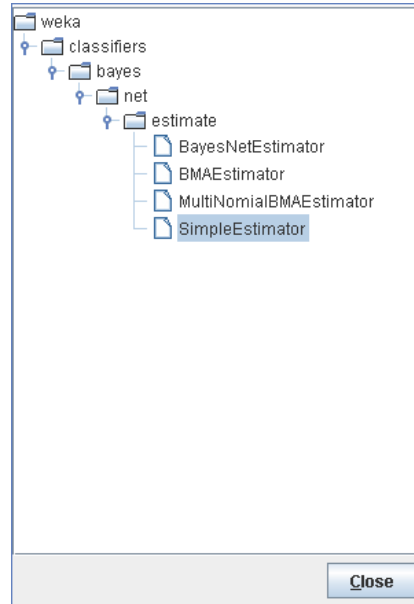 weka
classifiers
bayes
net
estimate
BayesNetEstimator
BMAEstimator
MultiNomialBMAEstimator
SimpleEstimator
Close